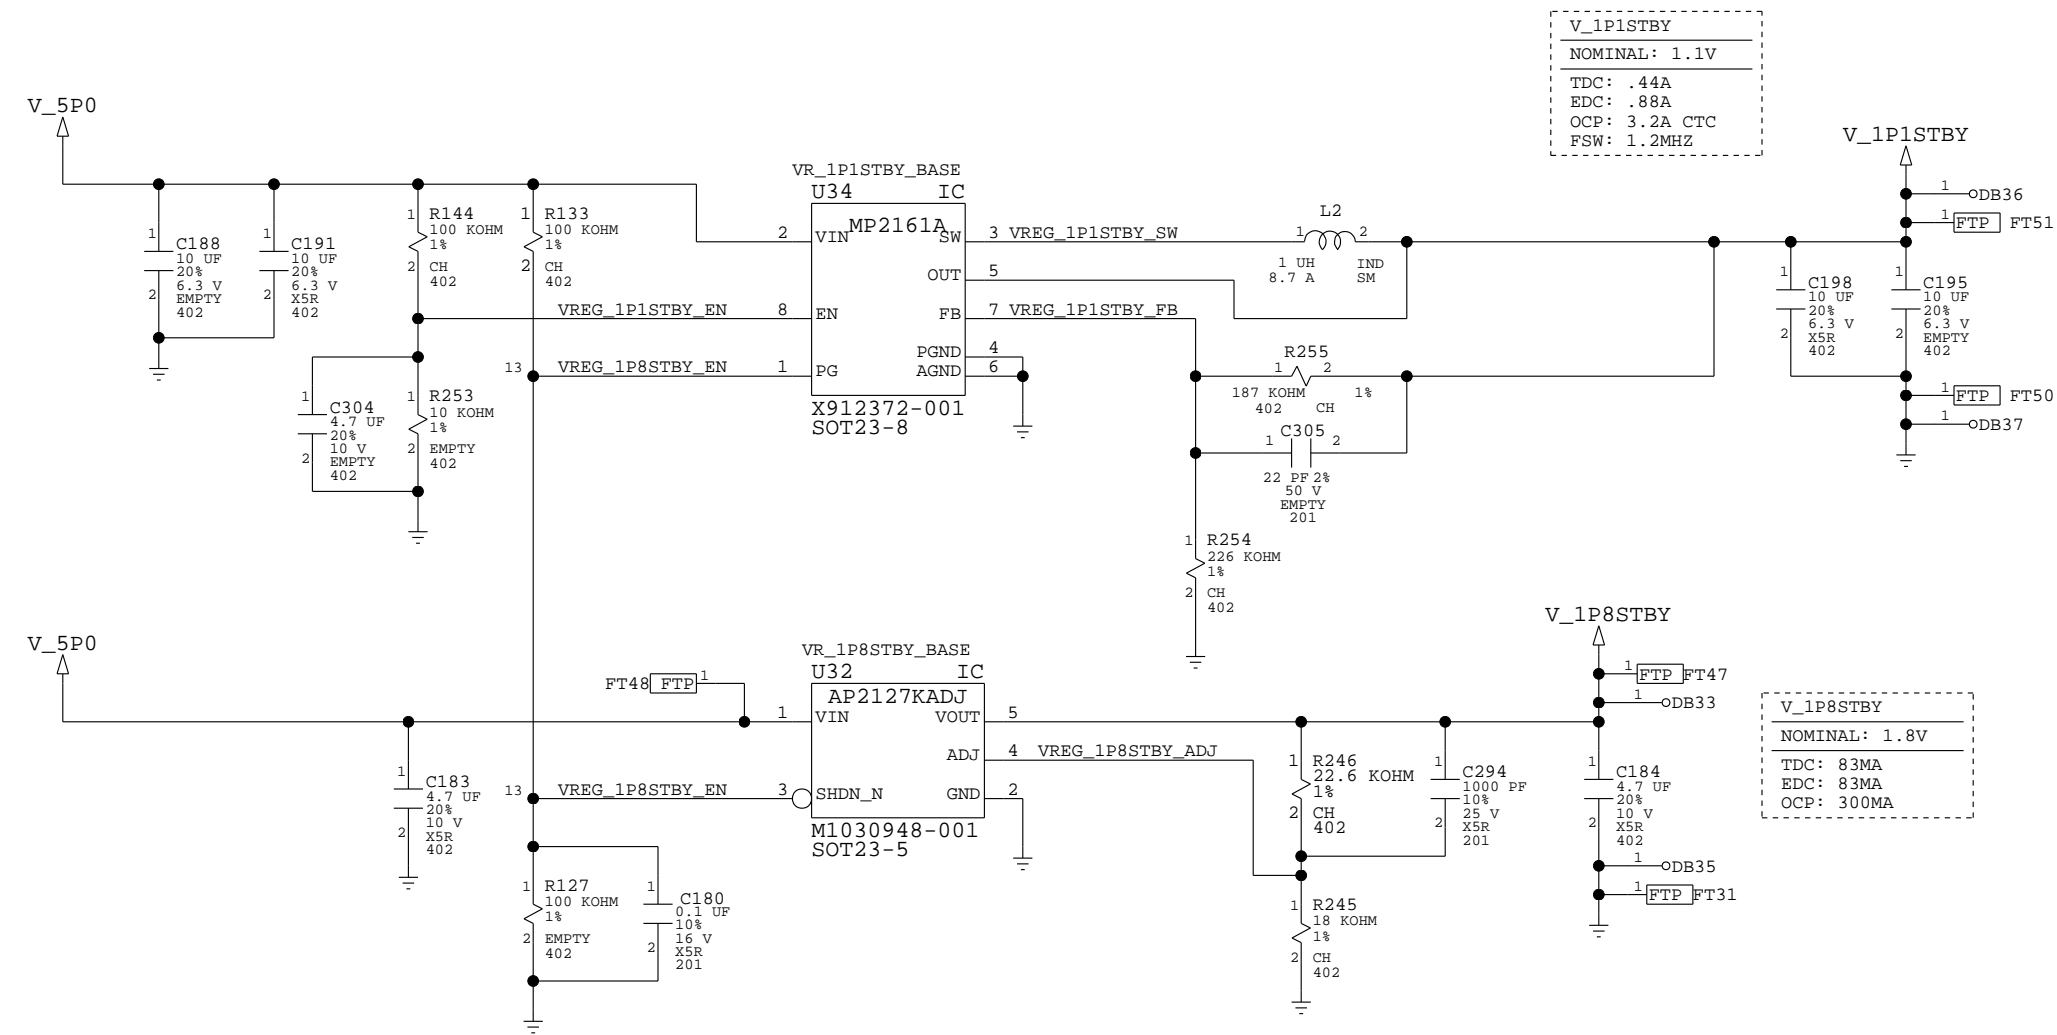 V_1P1STBY
NOMINAL: 1.1V
TDC: .44A
EDC: .88A
OCP: 3.2A CTC
FSW: 1.2MHZ
V_5P0
V_1P1STBY
1
C188
10 UF
20%
6.3 V
EMPTY
402
2
1
C191
10 UF
20%
6.3 V
X5R
402
2
1
R144
100 KOHM
1%
2
CH
402
1
R133
100 KOHM
1%
2
CH
402
VR_1P1STBY_BASE
U34 IC
MP2161A
2 VIN
SW 3 VREG_1P1STBY_SW
OUT 5
VREG_1P1STBY_EN 8 EN
FB 7 VREG_1P1STBY_FB
PGND 4
13 VREG_1P8STBY_EN 1 PG
AGND 6
X912372-001
SOT23-8
L2
1 2
1 UH
8.7 A
IND
SM
1 DB36
1 FTP FT51
1
C198
10 UF
20%
6.3 V
X5R
402
2
1
C195
10 UF
20%
6.3 V
EMPTY
402
2
1 FTP FT50
1 DB37
1
C304
4.7 UF
20%
10 V
EMPTY
402
2
1
R253
10 KOHM
1%
2
EMPTY
402
R255
1 2
187 KOHM 1%
402 CH
C305
1 2
22 PF 2%
50 V
EMPTY
201
1
R254
226 KOHM
1%
2
CH
402
V_5P0
V_1P8STBY
FT48 FTP 1
VR_1P8STBY_BASE
U32 IC
AP2127KADJ
1 VIN
VOUT 5
ADJ 4 VREG_1P8STBY_ADJ
13 VREG_1P8STBY_EN 3 SHDN_N
GND 2
M1030948-001
SOT23-5
1
C183
4.7 UF
20%
10 V
X5R
402
2
1
R127
100 KOHM
1%
2
EMPTY
402
1
C180
0.1 UF
10%
16 V
X5R
201
2
1
R246
22.6 KOHM
1%
2
CH
402
1
C294
1000 PF
10%
25 V
X5R
201
2
1 FTP FT47
1 DB33
1
C184
4.7 UF
20%
10 V
X5R
402
2
1 DB35
1 FTP FT31
1
R245
18 KOHM
1%
2
CH
402
V_1P8STBY
NOMINAL: 1.8V
TDC: 83MA
EDC: 83MA
OCP: 300MA